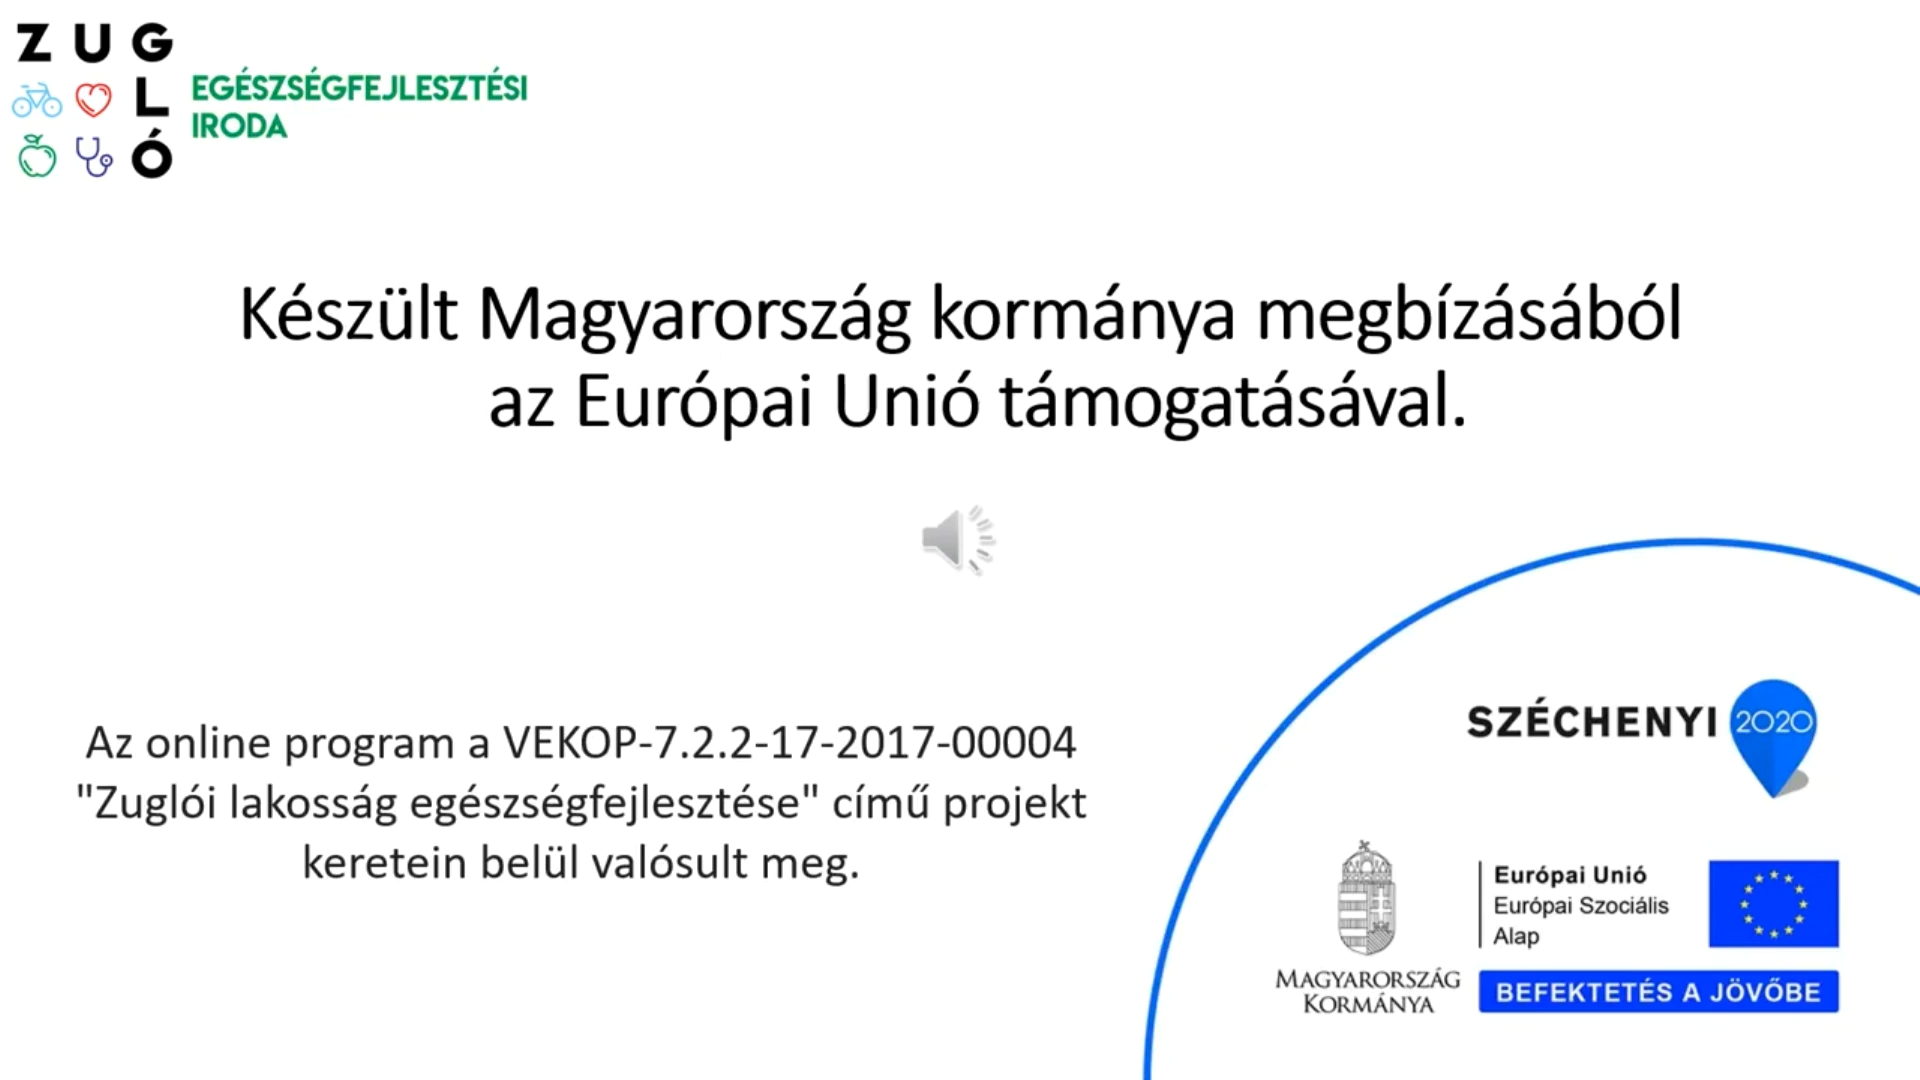 ZUG
L
Ó
EGÉSZSÉGFEJLESZTÉSI
IRODA
Készült Magyarország kormánya megbízásából
az Európai Unió támogatásával.
Az online program a VEKOP-7.2.2-17-2017-00004
"Zuglói lakosság egészségfejlesztése" című projekt
keretein belül valósult meg.
SZÉCHENYI 2020
MAGYARORSZÁG
KORMÁNYA
Európai Unió
Európai Szociális
Alap
BEFEKTETÉS A JÖVŐBE